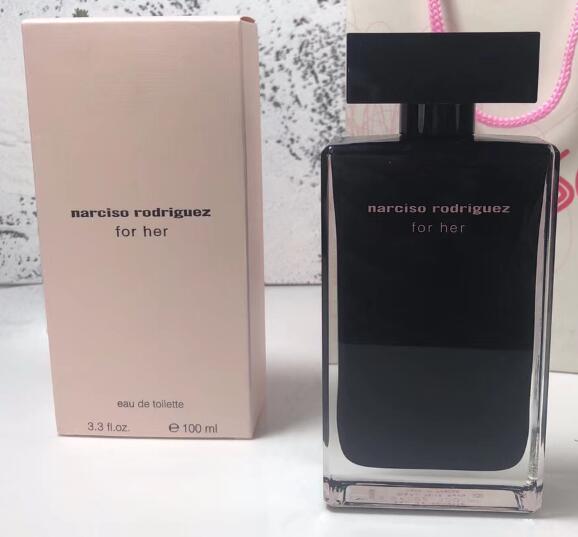 narciso rodriguez
for her
eau de toilette
3.3 fl.oz. ℮ 100 ml
narciso rodriguez
for her